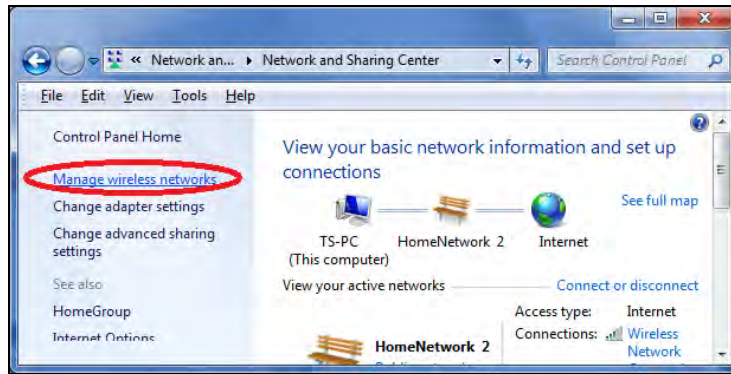 « Network an... ▸ Network and Sharing Center
Search Control Panel
File Edit View Tools Help
Control Panel Home
Manage wireless networks
Change adapter settings
Change advanced sharing
settings
See also
HomeGroup
Internet Options
View your basic network information and set up
connections
See full map
TS-PC
(This computer)
HomeNetwork 2
Internet
View your active networks
Connect or disconnect
HomeNetwork 2
Access type: Internet
Connections: Wireless
Network